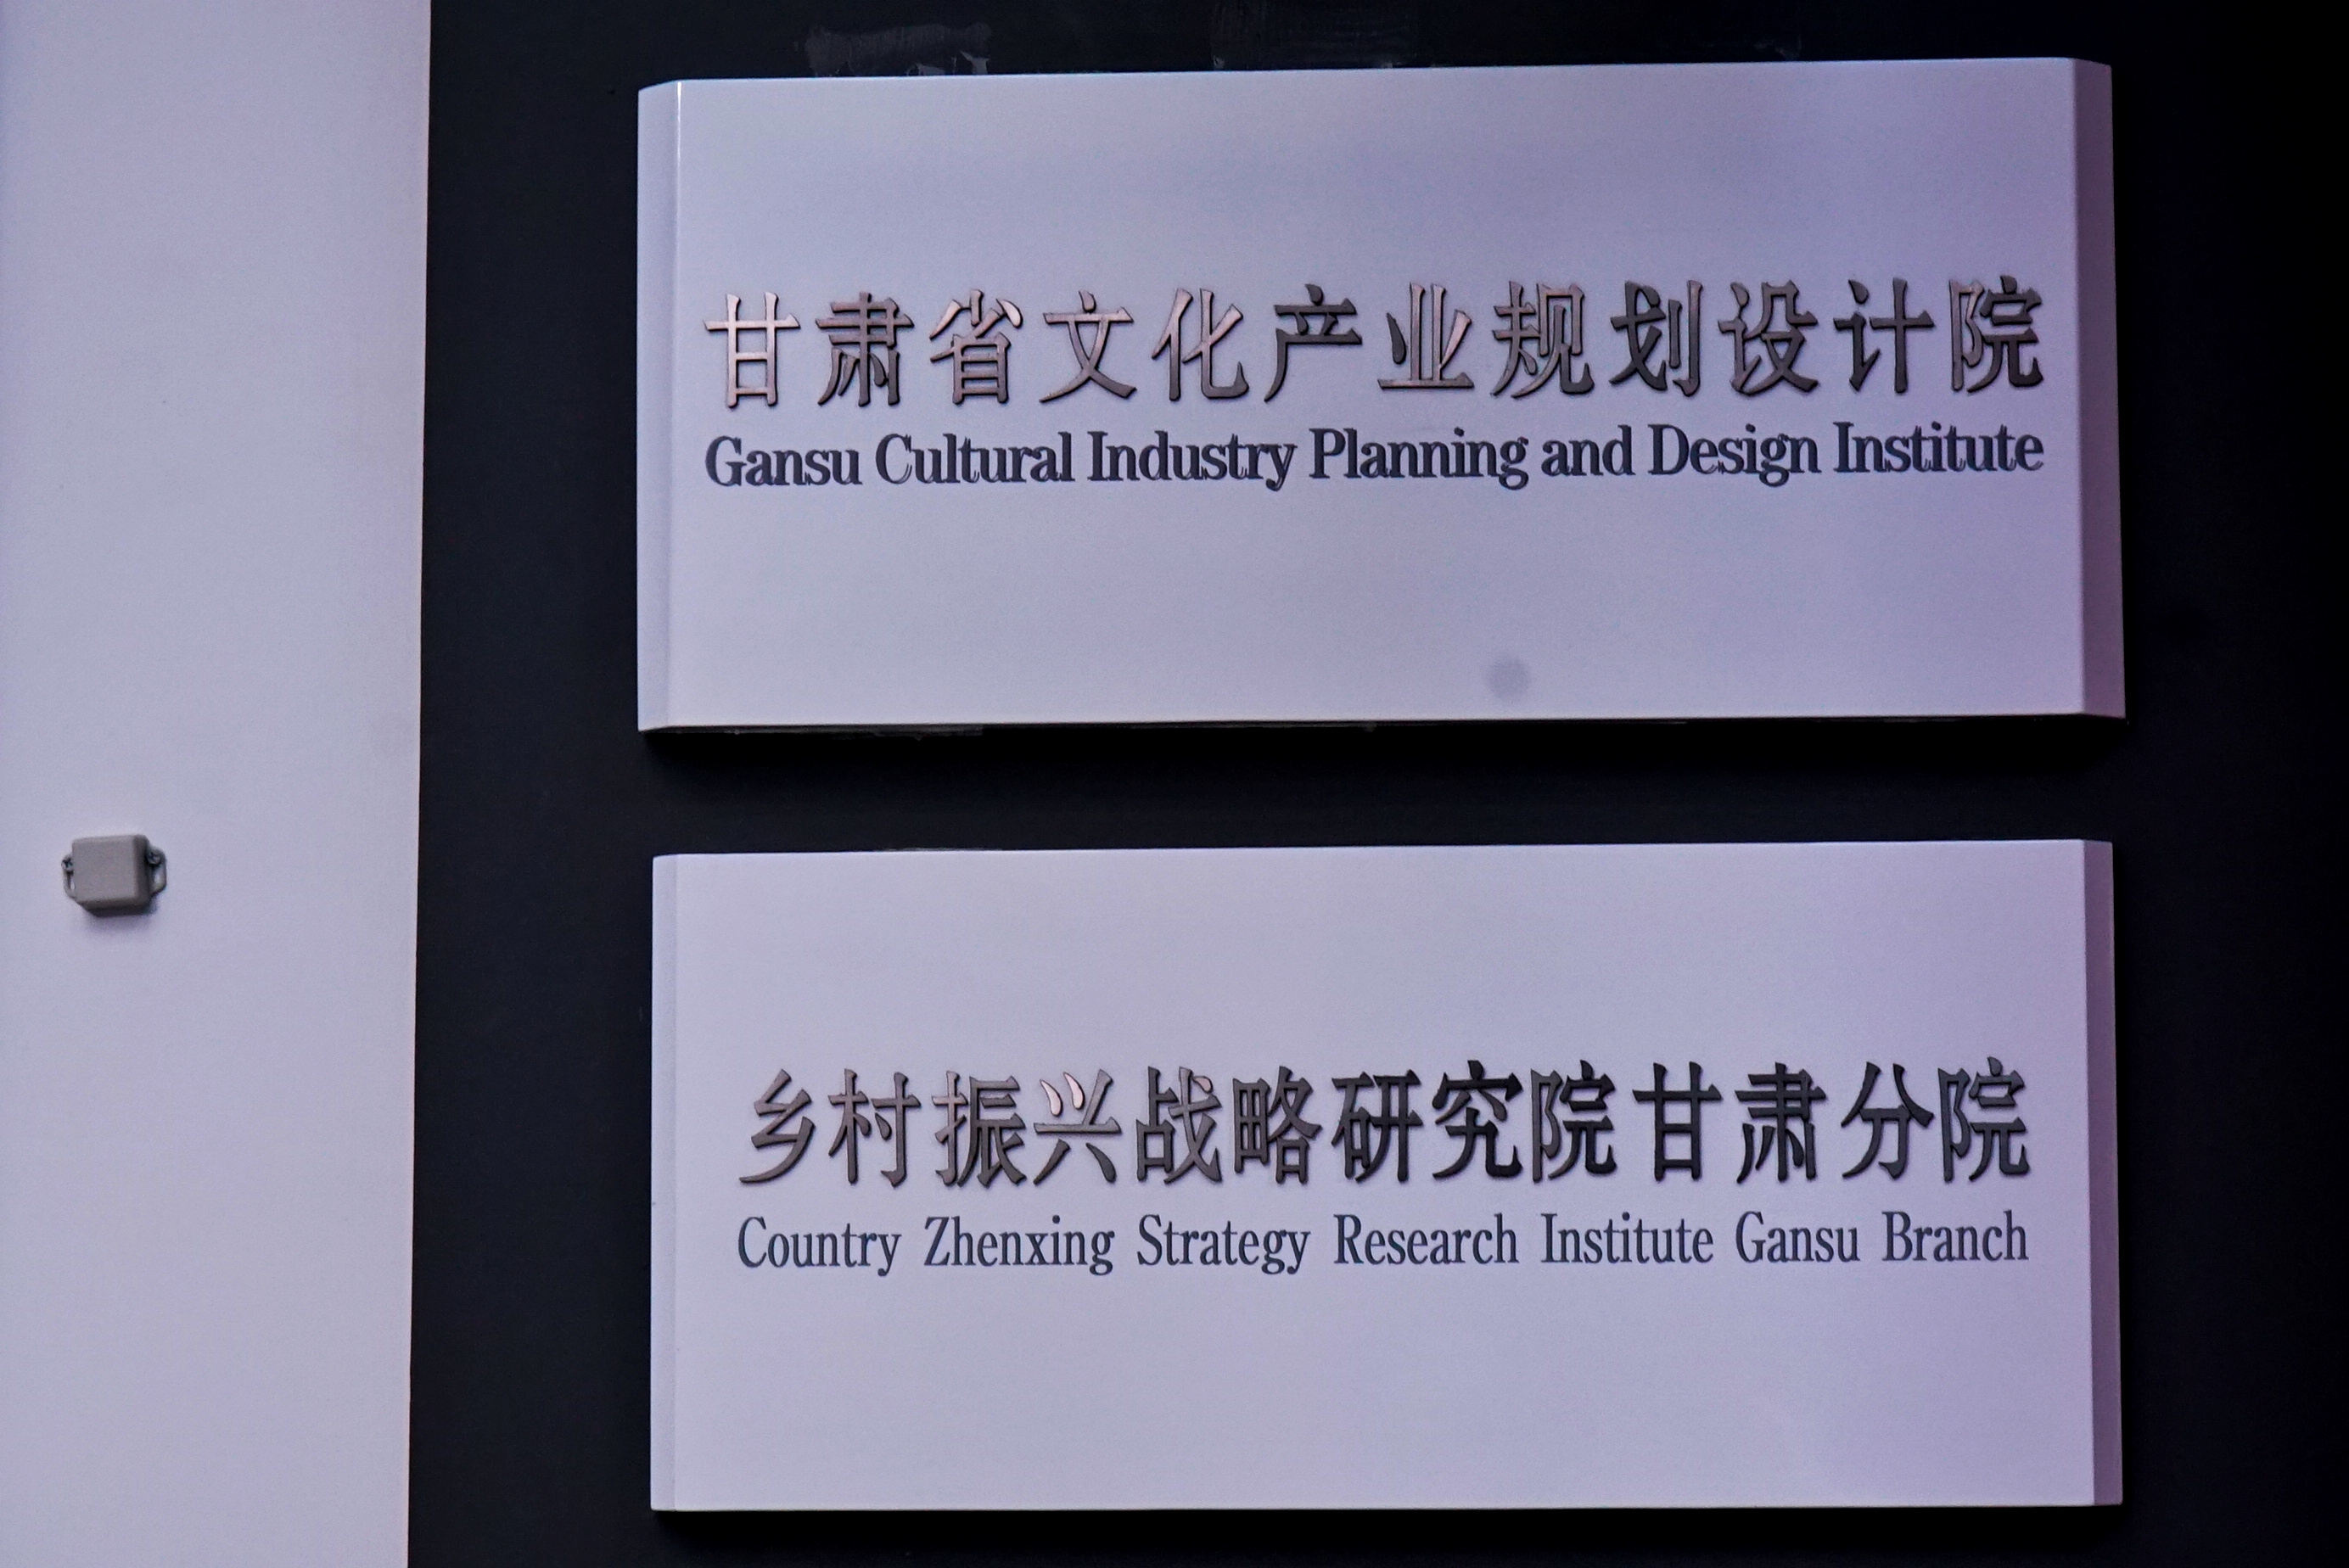 甘肃省文化产业规划设计院
Gansu Cultural Industry Planning and Design Institute
乡村振兴战略研究院甘肃分院
Country Zhenxing Strategy Research Institute Gansu Branch